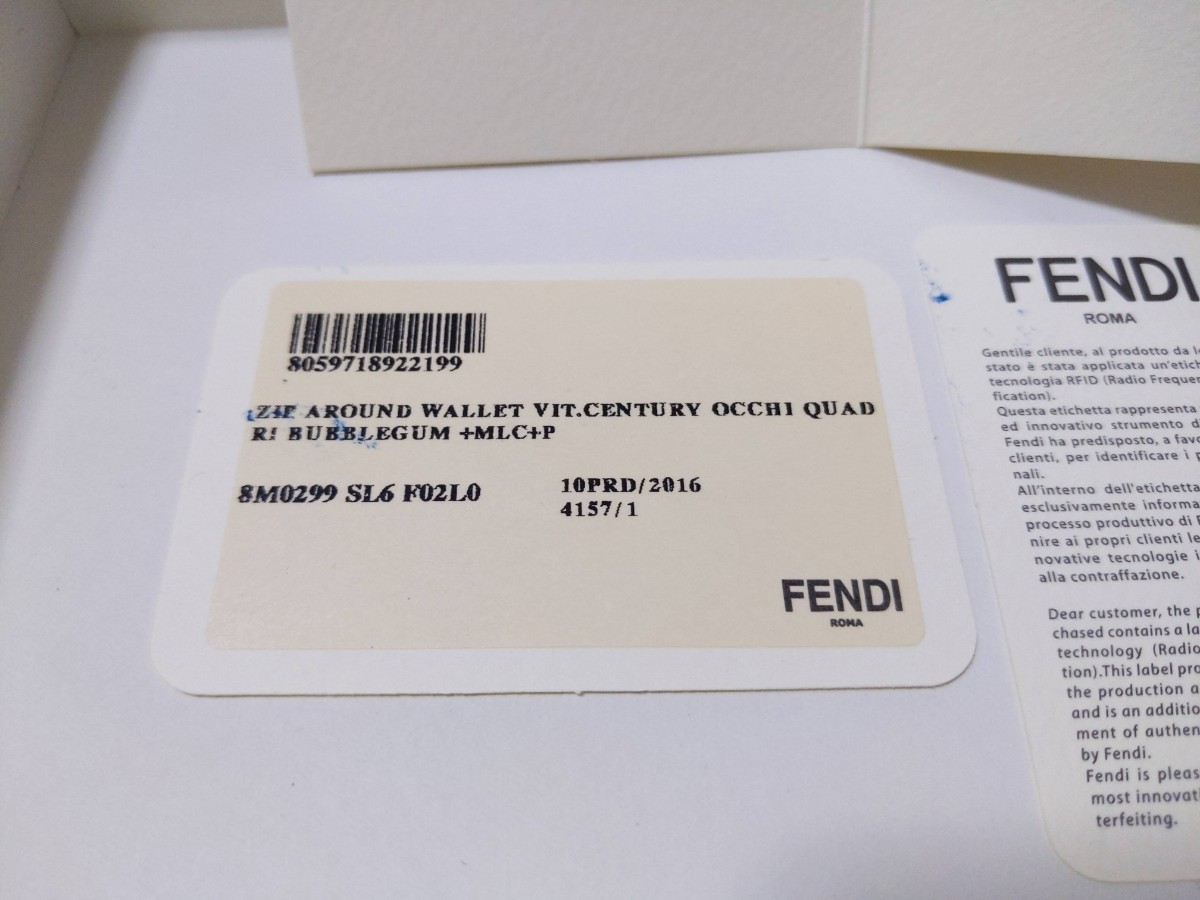 8059718922199
ZIP AROUND WALLET VIT.CENTURY OCCHI QUAD
RI BUBBLEGUM +MLC+P
8M0299 SL6 F02L0
10PRD/2016
4157/1
FENDI
ROMA
FENDI
ROMA
Gentile cliente, al prodotto da
stato è stata applicata un'etich
tecnologia RFID (Radio Frequen
fication).
Questa etichetta rappresenta
ed innovativo strumento d
Fendi ha predisposto, a favo
clienti, per identificare i p
nali.
All'interno dell'etichetta
esclusivamente informa
processo produttivo di
nire ai propri clienti le
novative tecnologie i
alla contraffazione.
Dear customer, the p
chased contains a la
technology (Radio
tion).This label pro
the production a
and is an additio
ment of authen
by Fendi.
Fendi is pleas
most innovat
terfeiting.